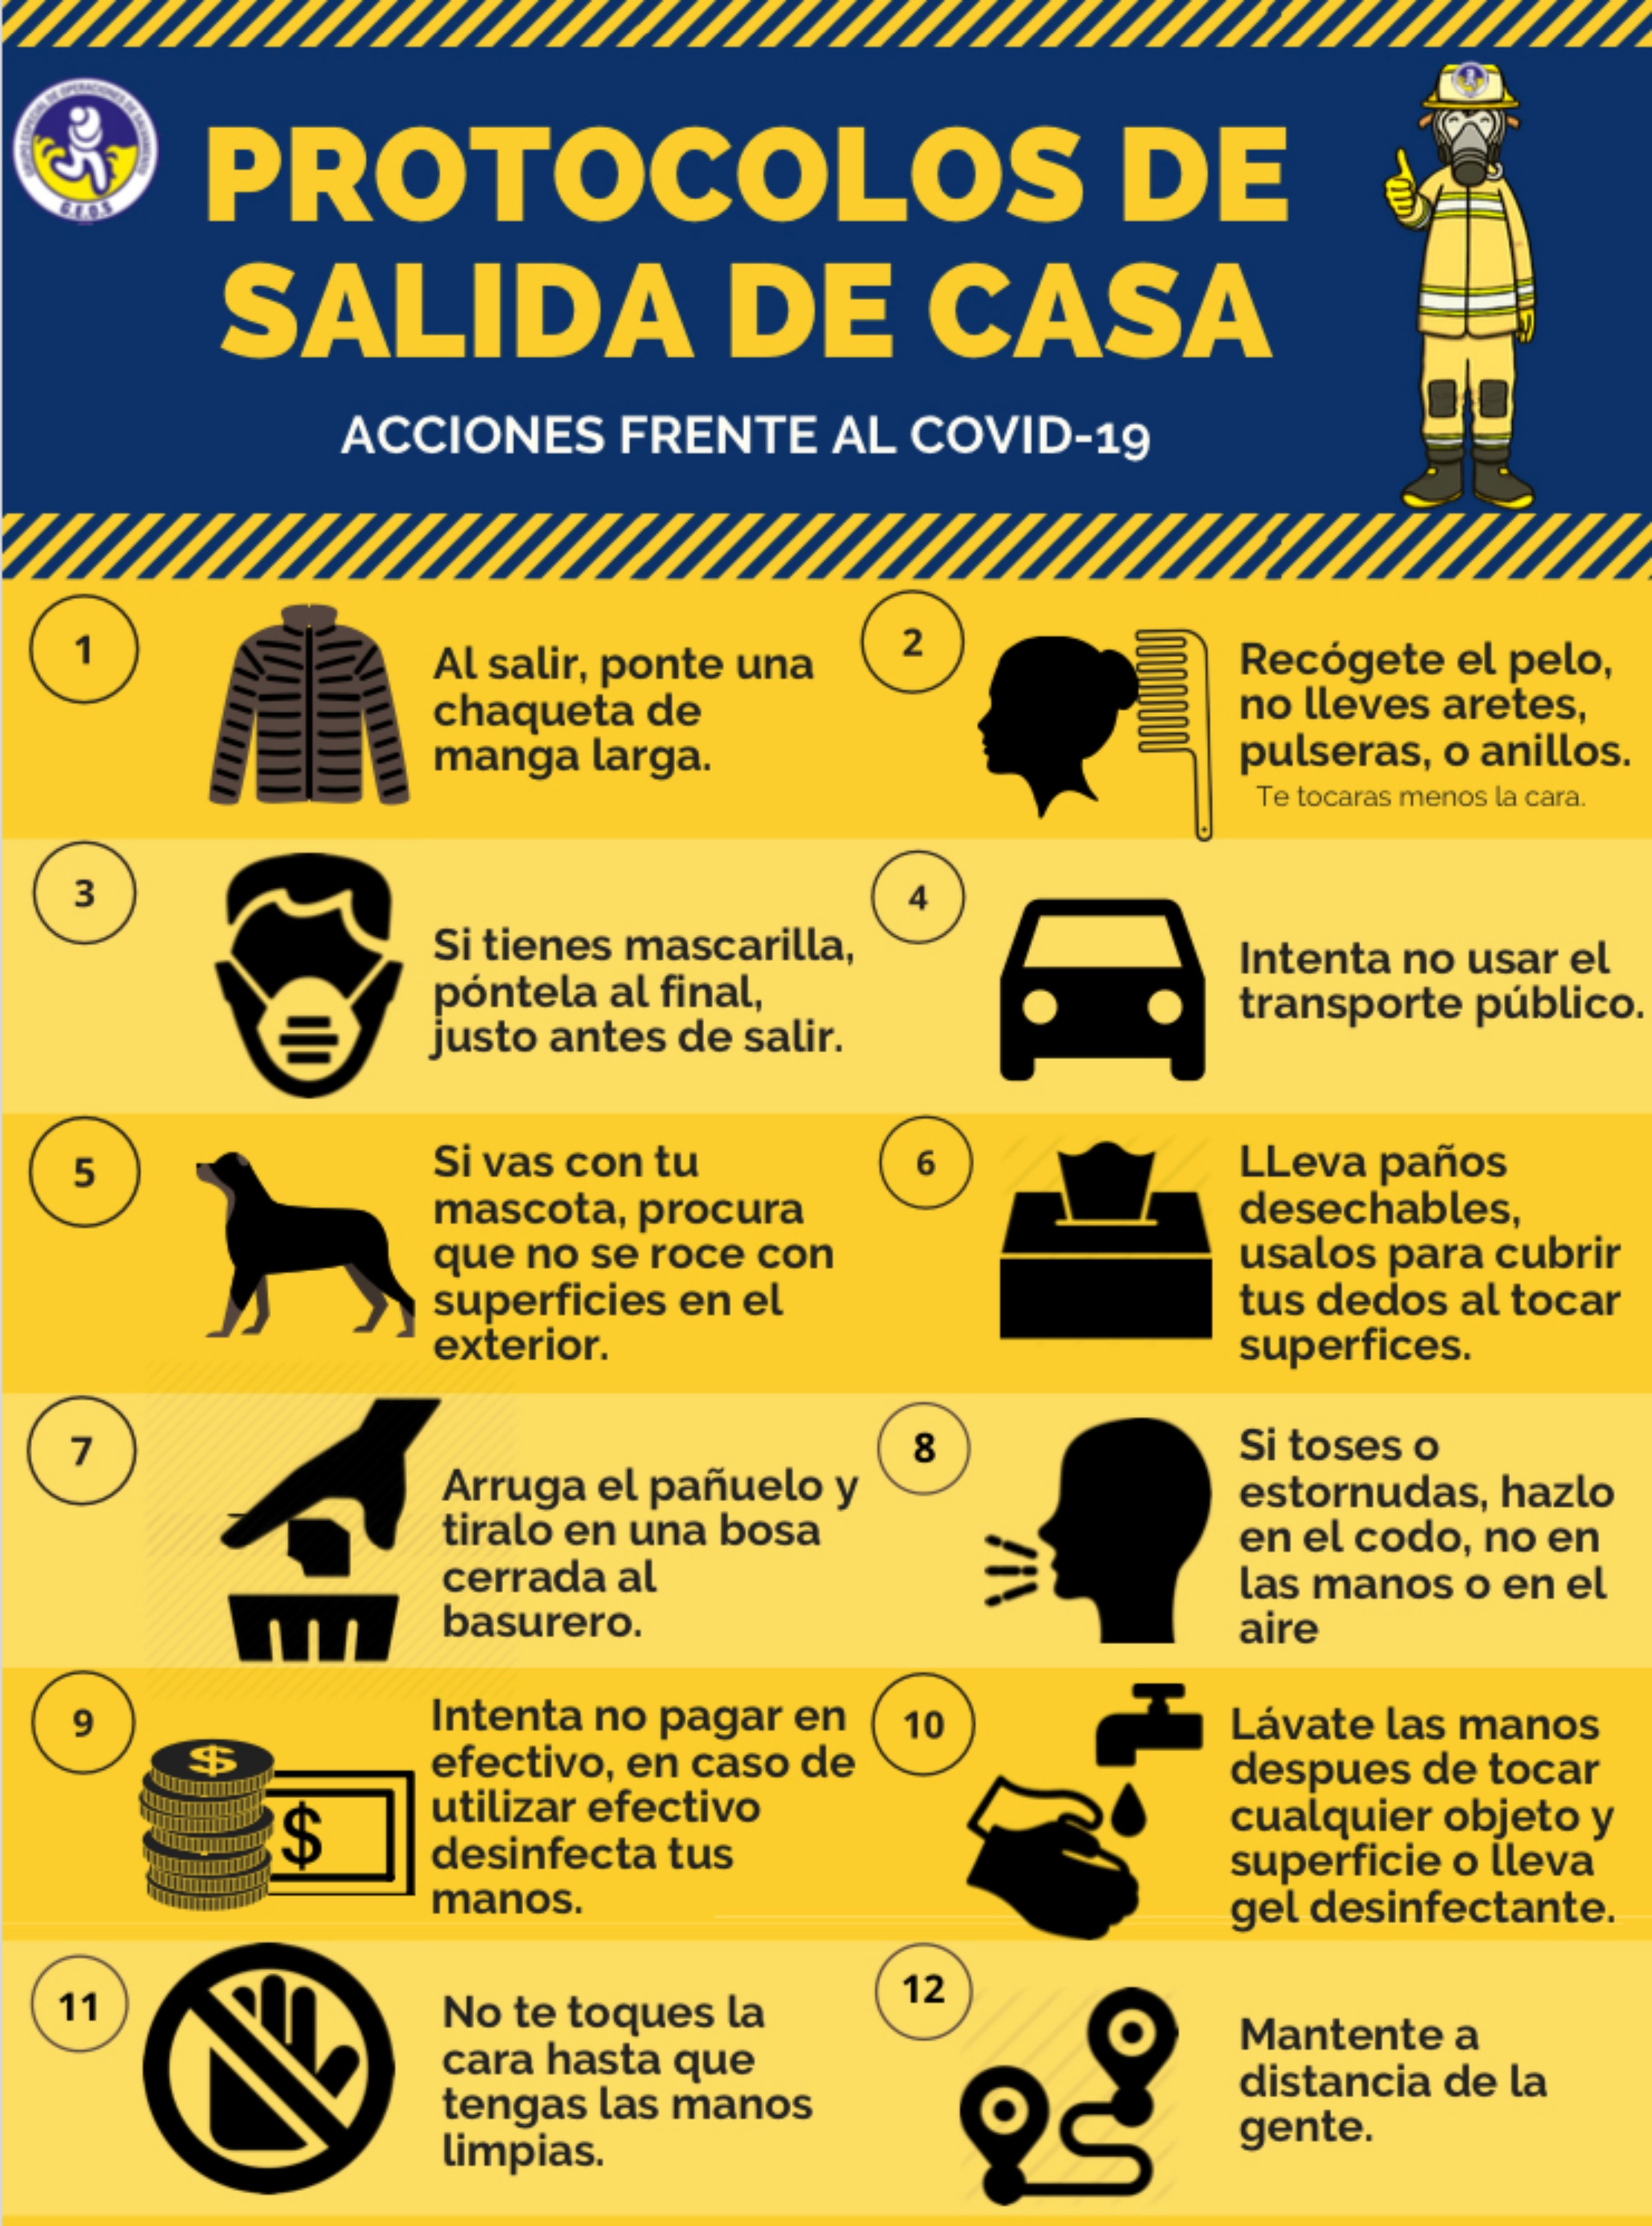 GRUPO ESPECIAL DE OPERACIONES DE SALVAMENTO
G.E.O.S
PROTOCOLOS DE
SALIDA DE CASA
ACCIONES FRENTE AL COVID-19
1
Al salir, ponte una
chaqueta de
manga larga.
2
Recógete el pelo,
no lleves aretes,
pulseras, o anillos.
Te tocaras menos la cara.
3
Si tienes mascarilla,
póntela al final,
justo antes de salir.
4
Intenta no usar el
transporte público.
5
Si vas con tu
mascota, procura
que no se roce con
superficies en el
exterior.
6
LLeva paños
desechables,
usalos para cubrir
tus dedos al tocar
superfices.
7
Arruga el pañuelo y
tiralo en una bosa
cerrada al
basurero.
8
Si toses o
estornudas, hazlo
en el codo, no en
las manos o en el
aire
9
$
$
Intenta no pagar en
efectivo, en caso de
utilizar efectivo
desinfecta tus
manos.
10
Lávate las manos
despues de tocar
cualquier objeto y
superficie o lleva
gel desinfectante.
11
No te toques la
cara hasta que
tengas las manos
limpias.
12
Mantente a
distancia de la
gente.